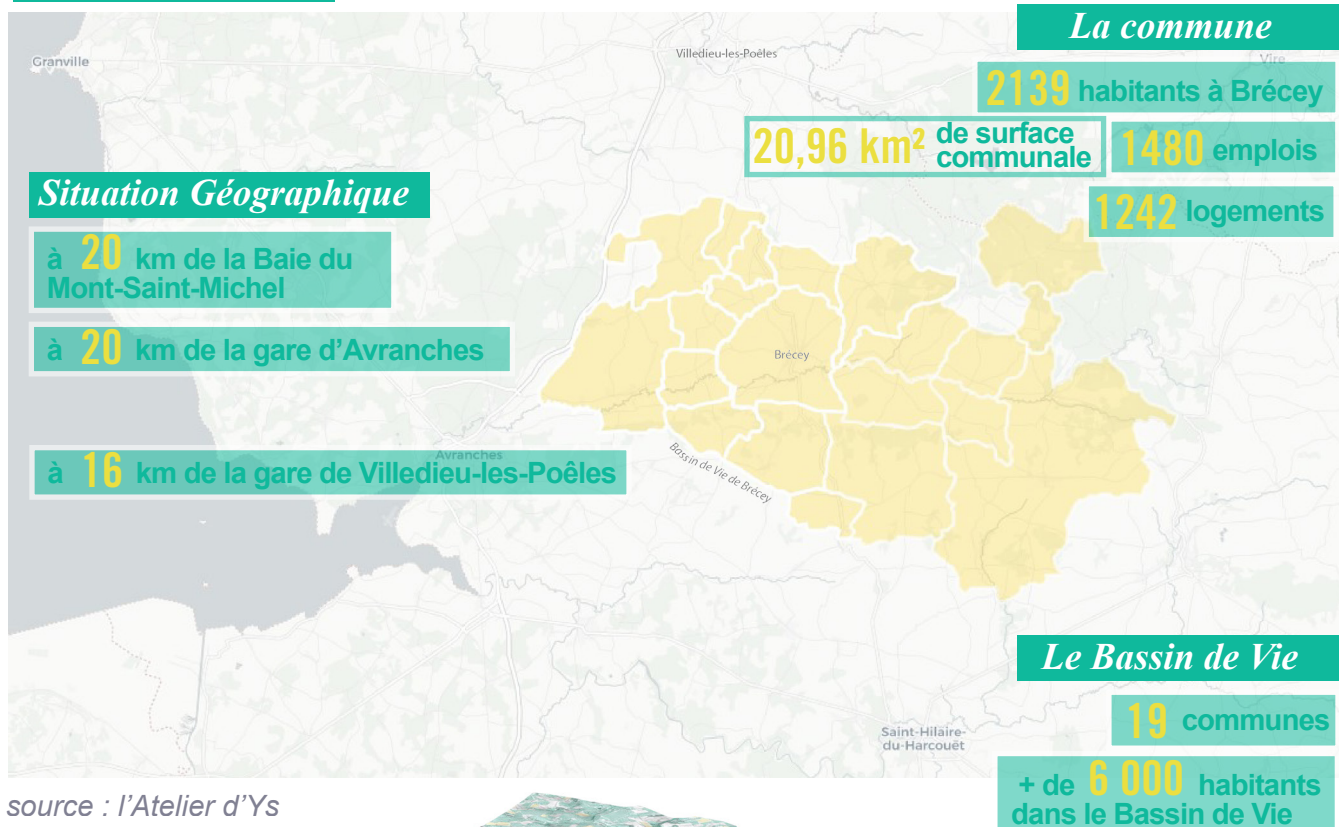 La commune
Granville
Villedieu-les-Poêles
Vire
2139 habitants à Brécey
20,96 km² de surface
communale
1480 emplois
1242 logements
Situation Géographique
à 20 km de la Baie du
Mont-Saint-Michel
à 20 km de la gare d'Avranches
Brécey
Avranches
Bassin de Vie de Brécey
à 16 km de la gare de Villedieu-les-Poêles
Le Bassin de Vie
19 communes
Saint-Hilaire-
du-Harcouët
+ de 6 000 habitants
dans le Bassin de Vie
source : l'Atelier d'Ys